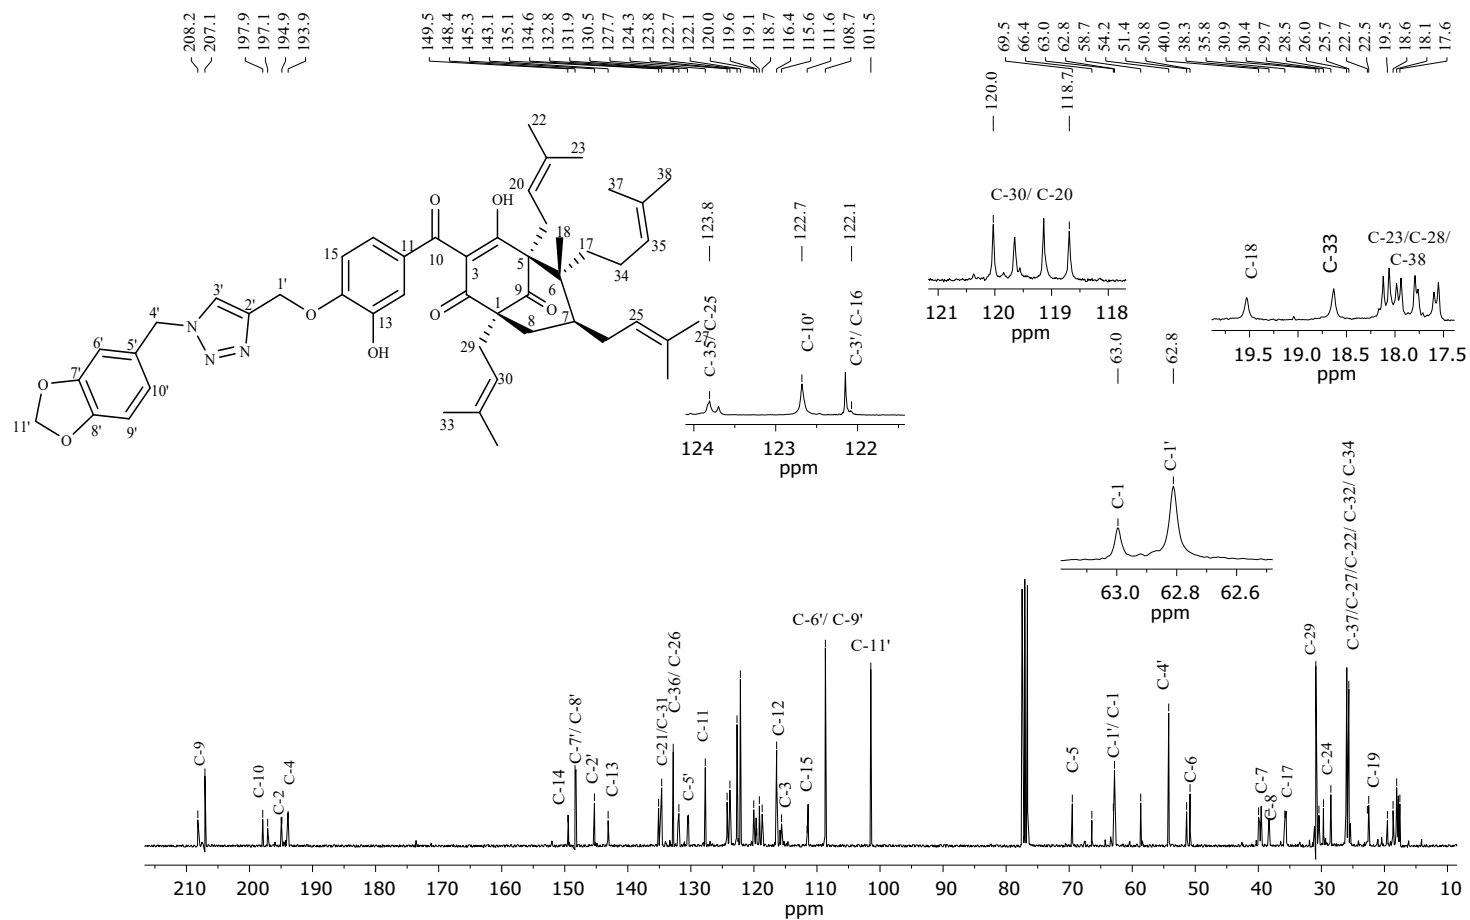 208.2
207.1
197.9
197.1
194.9
193.9
149.5
148.4
145.3
143.1
135.1
134.6
132.8
131.9
130.5
127.7
124.3
123.8
122.7
122.1
120.0
119.6
119.1
118.7
116.4
115.6
111.6
108.7
101.5
69.5
66.4
63.0
62.8
58.7
54.2
51.4
50.8
40.0
38.3
35.8
30.9
30.4
29.7
28.5
26.0
25.7
22.7
22.5
19.5
18.6
18.1
17.6
22
23
20
OH
37
38
O
18
17
35
15
11
10
3
5
6
34
3'
1'
2'
O
13
OH
O
1
9
O
8
7
25
27
4'
N
N
N
29
30
33
6'
5'
7'
10'
O
11'
O
8'
9'
C-35/ C-25
123.8
C-10'
122.7
C-3'/ C-16
122.1
124 123 122
ppm
120.0
118.7
C-30/ C-20
121 120 119 118
ppm
C-18
C-33
C-23/C-28/
C-38
19.5 19.0 18.5 18.0 17.5
ppm
63.0
62.8
C-1
C-1'
63.0 62.8 62.6
ppm
C-9
C-10
C-2
C-4
C-14
C-7'/ C-8'
C-2'
C-13
C-21/C-31
C-36/ C-26
C-5'
C-11
C-12
C-3
C-15
C-6'/ C-9'
C-11'
C-5
C-1'/ C-1
C-4'
C-6
C-7
C-8
C-17
C-29
C-24
C-37/C-27/C-22/ C-32/ C-34
C-19
210 200 190 180 170 160 150 140 130 120 110 100 90 80 70 60 50 40 30 20 10
ppm